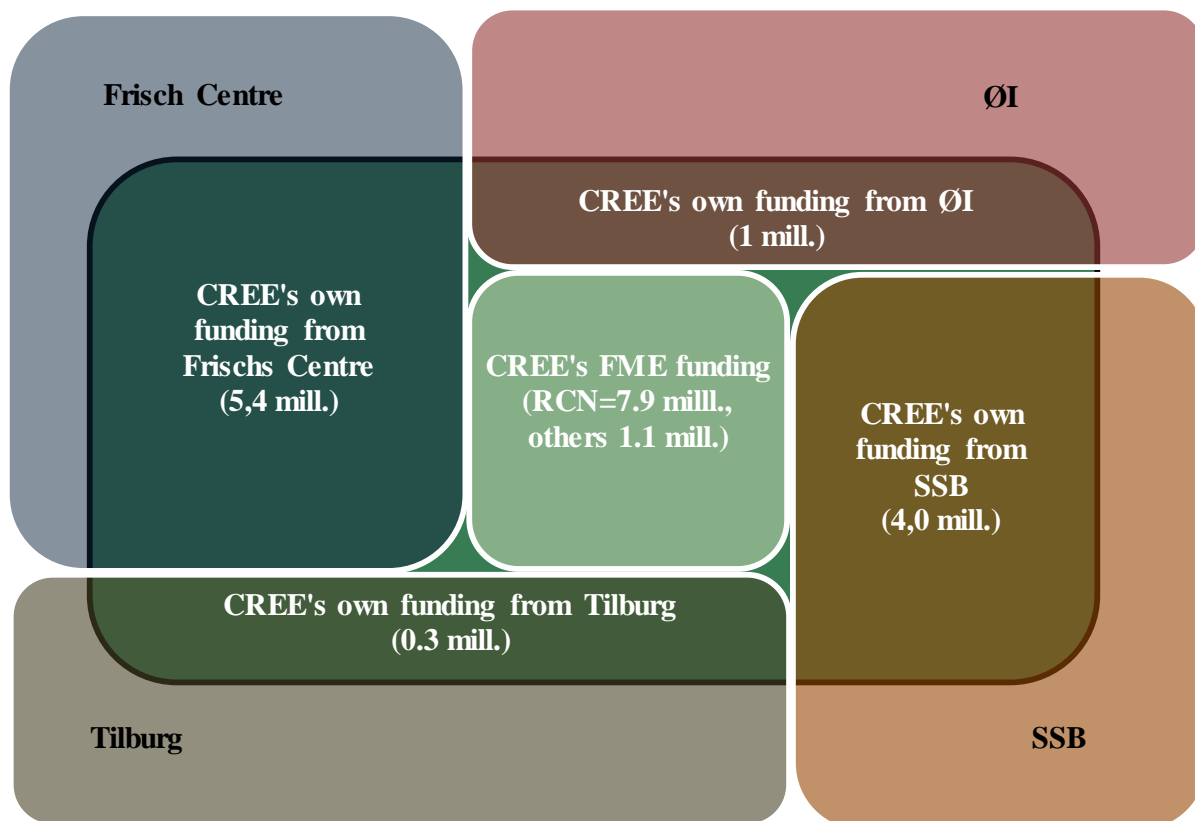 Frisch Centre
ØI
CREE's own funding from ØI
(1 mill.)
CREE's own
funding from
Frischs Centre
(5,4 mill.)
CREE's FME funding
(RCN=7.9 milll.,
others 1.1 mill.)
CREE's own
funding from
SSB
(4,0 mill.)
CREE's own funding from Tilburg
(0.3 mill.)
Tilburg
SSB